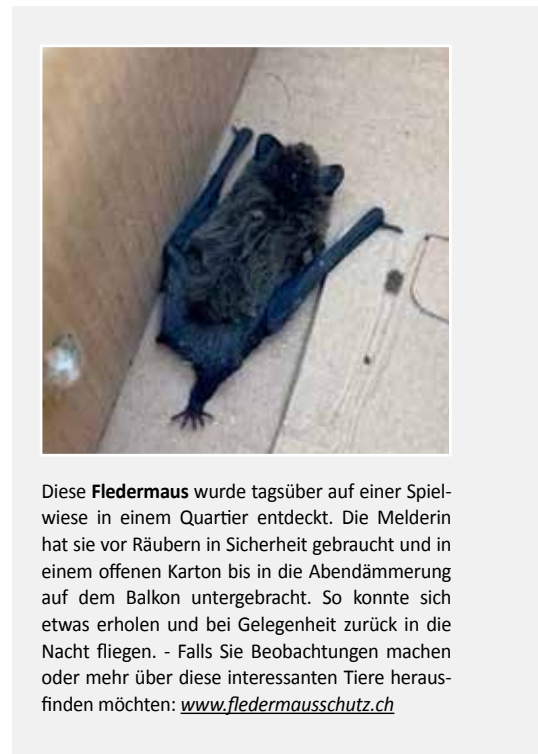 Diese Fledermaus wurde tagsüber auf einer Spiel-
wiese in einem Quartier entdeckt. Die Melderin
hat sie vor Räubern in Sicherheit gebraucht und in
einem offenen Karton bis in die Abendämmerung
auf dem Balkon untergebracht. So konnte sich
etwas erholen und bei Gelegenheit zurück in die
Nacht fliegen. - Falls Sie Beobachtungen machen
oder mehr über diese interessanten Tiere heraus-
finden möchten: www.fledermausschutz.ch